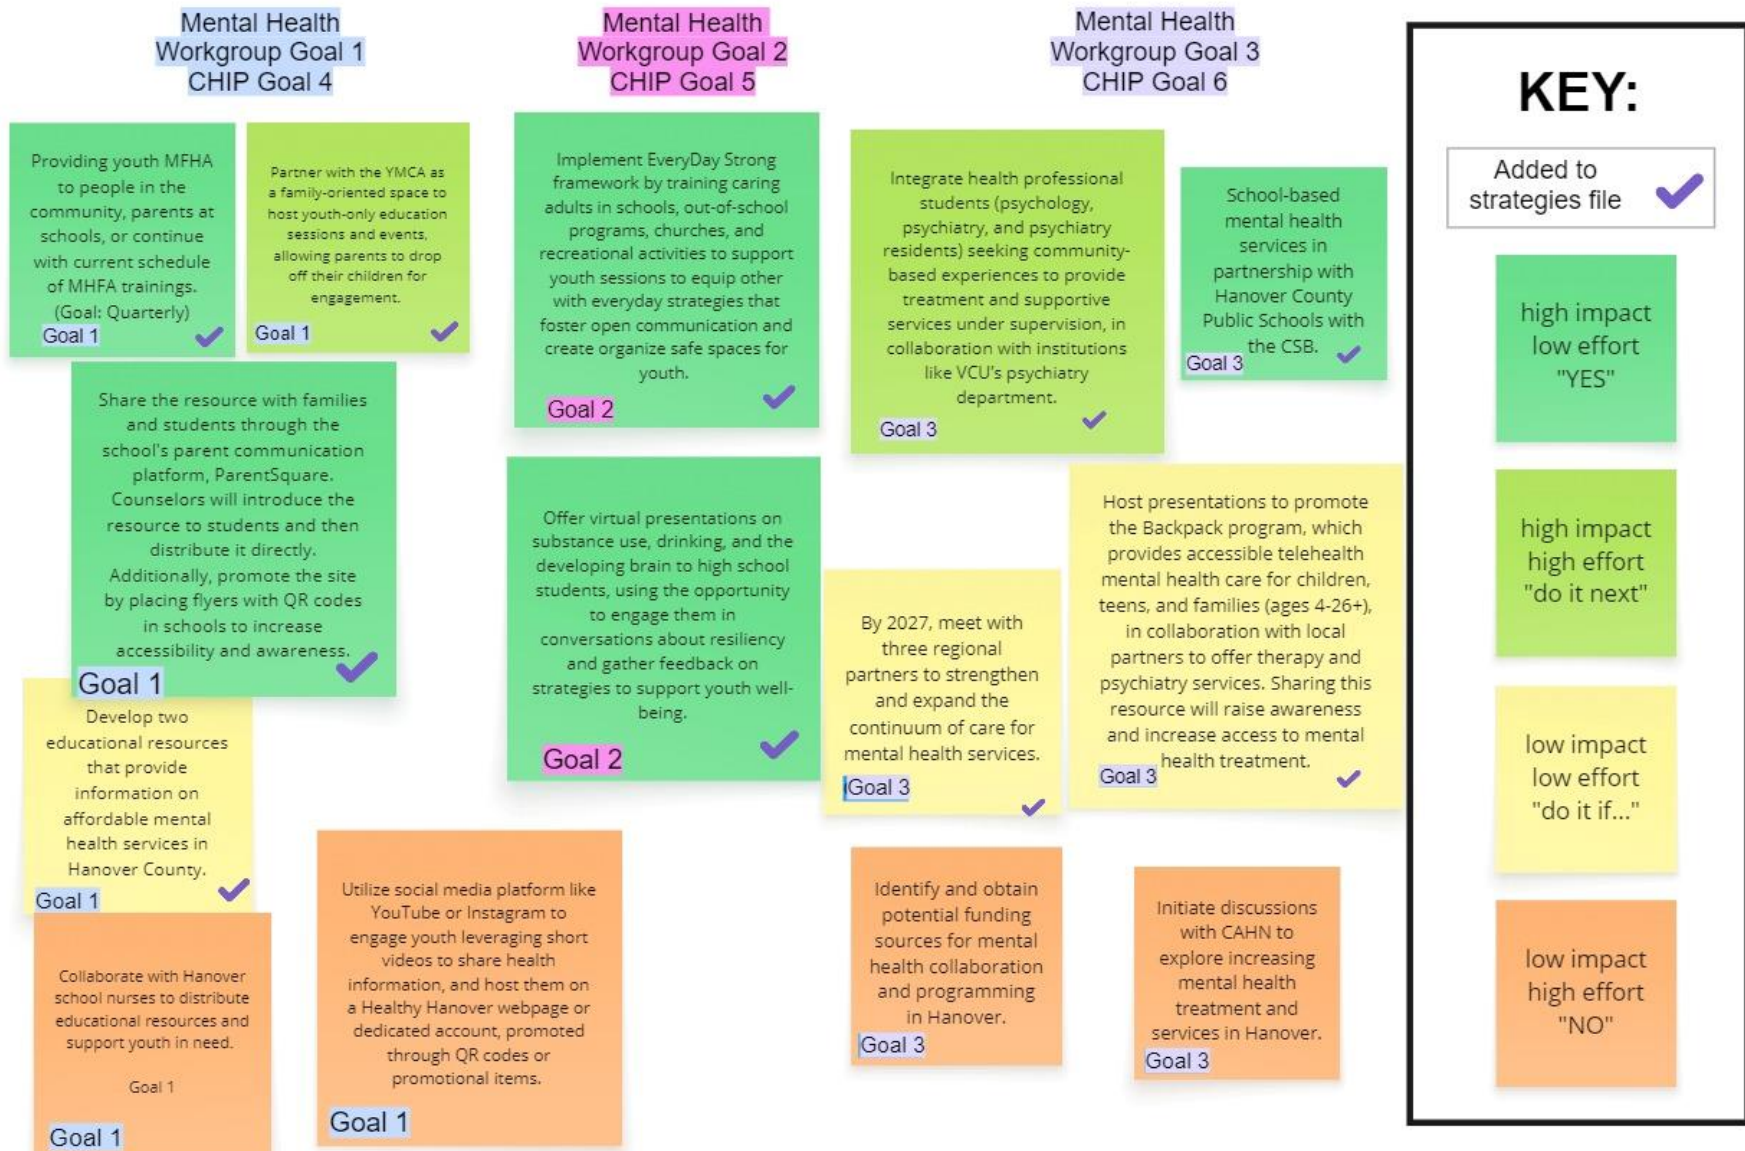 Mental Health
Workgroup Goal 1
CHIP Goal 4
Mental Health
Workgroup Goal 2
CHIP Goal 5
Mental Health
Workgroup Goal 3
CHIP Goal 6
Providing youth MFHA
to people in the
community, parents at
schools, or continue
with current schedule
of MHFA trainings.
(Goal: Quarterly)
Goal 1
Partner with the YMCA as
a family-oriented space to
host youth-only education
sessions and events,
allowing parents to drop
off their children for
engagement.
Goal 1
Share the resource with families
and students through the
school's parent communication
platform, ParentSquare.
Counselors will introduce the
resource to students and then
distribute it directly.
Additionally, promote the site
by placing flyers with QR codes
in schools to increase
accessibility and awareness.
Goal 1
Develop two
educational resources
that provide
information on
affordable mental
health services in
Hanover County.
Goal 1
Collaborate with Hanover
school nurses to distribute
educational resources and
support youth in need.
Goal 1
Goal 1
Utilize social media platform like
YouTube or Instagram to
engage youth leveraging short
videos to share health
information, and host them on
a Healthy Hanover webpage or
dedicated account, promoted
through QR codes or
promotional items.
Goal 1
Implement EveryDay Strong
framework by training caring
adults in schools, out-of-school
programs, churches, and
recreational activities to support
youth sessions to equip other
with everyday strategies that
foster open communication and
create organize safe spaces for
youth.
Goal 2
Offer virtual presentations on
substance use, drinking, and the
developing brain to high school
students, using the opportunity
to engage them in
conversations about resiliency
and gather feedback on
strategies to support youth well-
being.
Goal 2
Integrate health professional
students (psychology,
psychiatry, and psychiatry
residents) seeking community-
based experiences to provide
treatment and supportive
services under supervision, in
collaboration with institutions
like VCU's psychiatry
department.
Goal 3
School-based
mental health
services in
partnership with
Hanover County
Public Schools with
the CSB.
Goal 3
By 2027, meet with
three regional
partners to strengthen
and expand the
continuum of care for
mental health services.
Goal 3
Host presentations to promote
the Backpack program, which
provides accessible telehealth
mental health care for children,
teens, and families (ages 4-26+),
in collaboration with local
partners to offer therapy and
psychiatry services. Sharing this
resource will raise awareness
and increase access to mental
health treatment.
Goal 3
Identify and obtain
potential funding
sources for mental
health collaboration
and programming
in Hanover.
Goal 3
Initiate discussions
with CAHN to
explore increasing
mental health
treatment and
services in Hanover.
Goal 3
KEY:
Added to
strategies file
high impact
low effort
"YES"
high impact
high effort
"do it next"
low impact
low effort
"do it if..."
low impact
high effort
"NO"